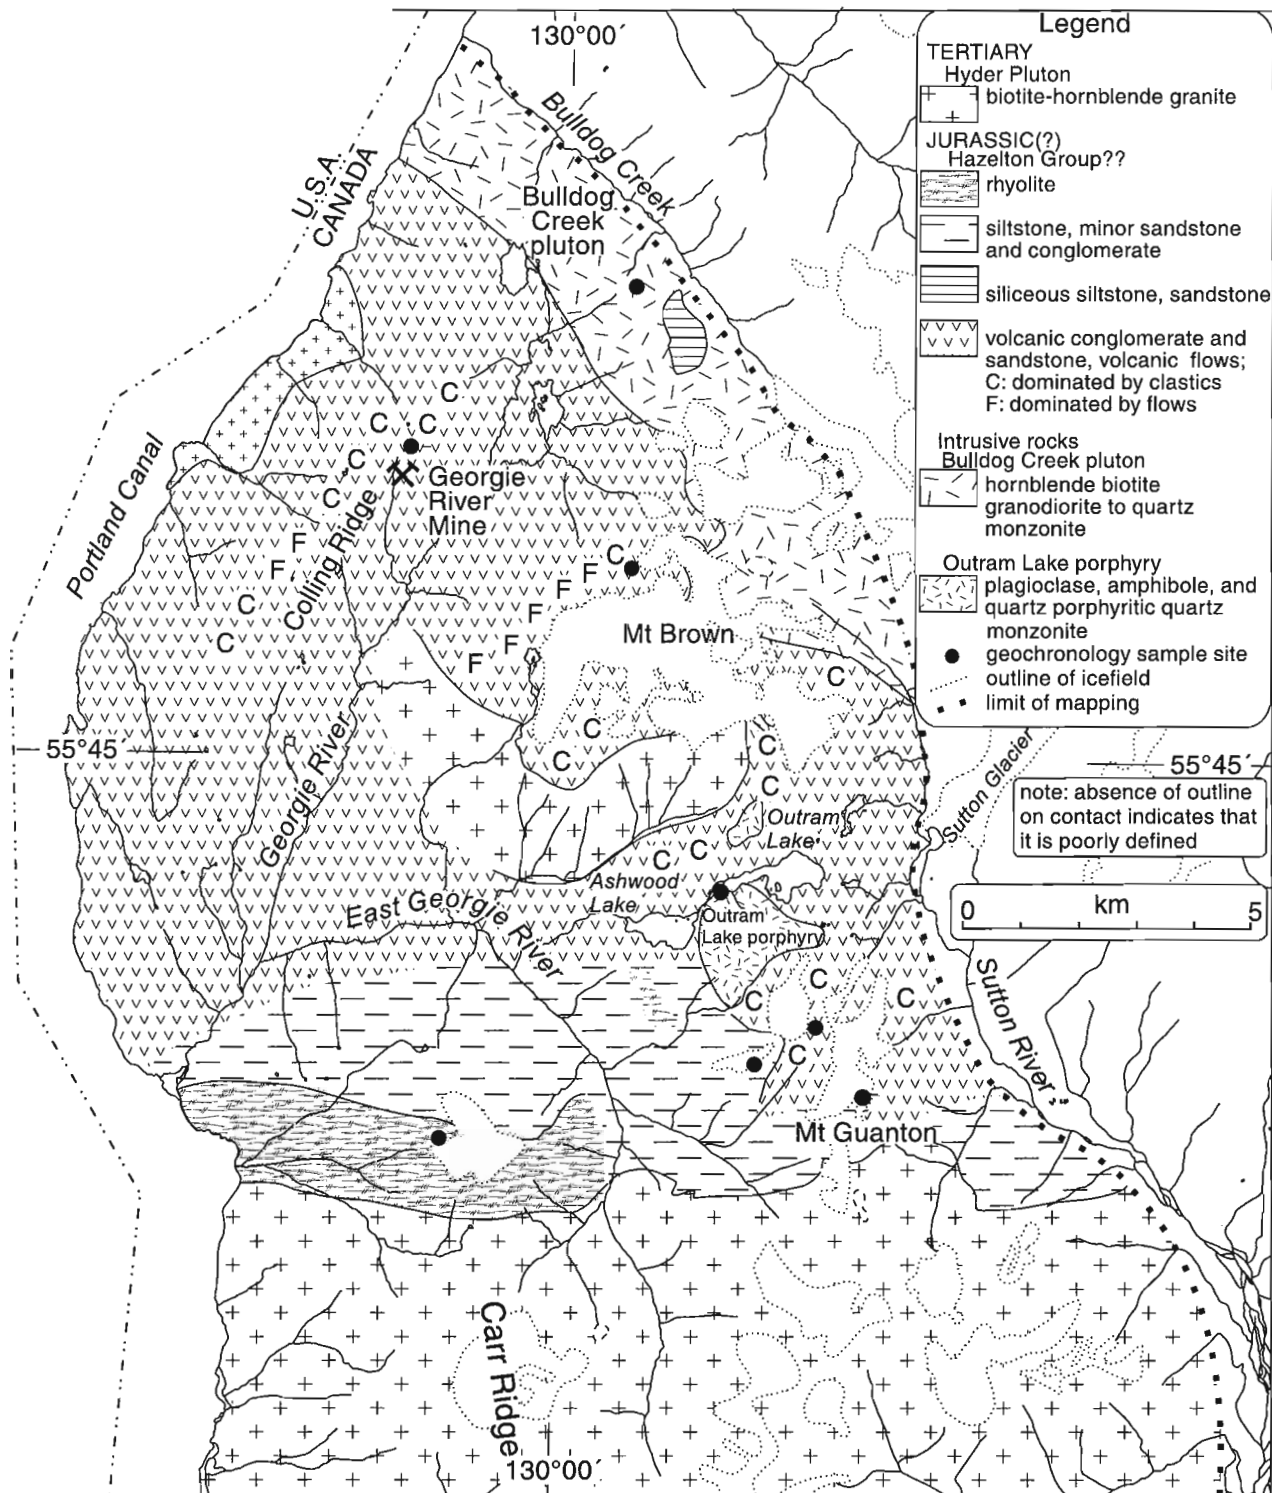 130°00´
Bulldog Creek
U.S.A.
CANADA
Bulldog
Creek
pluton
C
C
C
C
C
Georgie
River
Mine
Portland Canal
Colling Ridge
F
F
C
C
C
F
F
F
F
F
Mt Brown
C
C
C
C
C
55°45´
55°45´
Georgie River
Outram
Lake
C
C
Ashwood
Lake
East Georgie River
Outram
Lake porphyry
Sutton Glacier
C
C
C
C
Sutton River
Mt Guanton
Carr Ridge
130°00´
Legend
TERTIARY
Hyder Pluton
biotite-hornblende granite
JURASSIC(?)
Hazelton Group??
rhyolite
siltstone, minor sandstone
and conglomerate
siliceous siltstone, sandstone
volcanic conglomerate and
sandstone, volcanic flows;
C: dominated by clastics
F: dominated by flows
Intrusive rocks
Bulldog Creek pluton
hornblende biotite
granodiorite to quartz
monzonite
Outram Lake porphyry
plagioclase, amphibole, and
quartz porphyritic quartz
monzonite
geochronology sample site
outline of icefield
limit of mapping
note: absence of outline
on contact indicates that
it is poorly defined
0 km 5